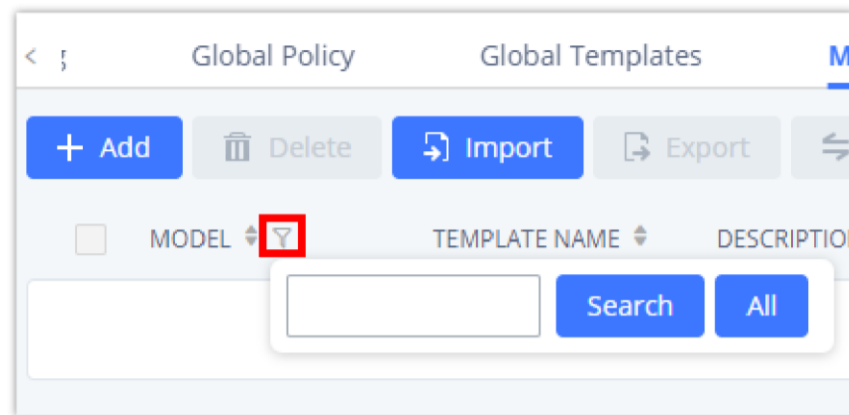 Global Policy Global Templates M
+ Add Delete Import Export
MODEL TEMPLATE NAME
Search All